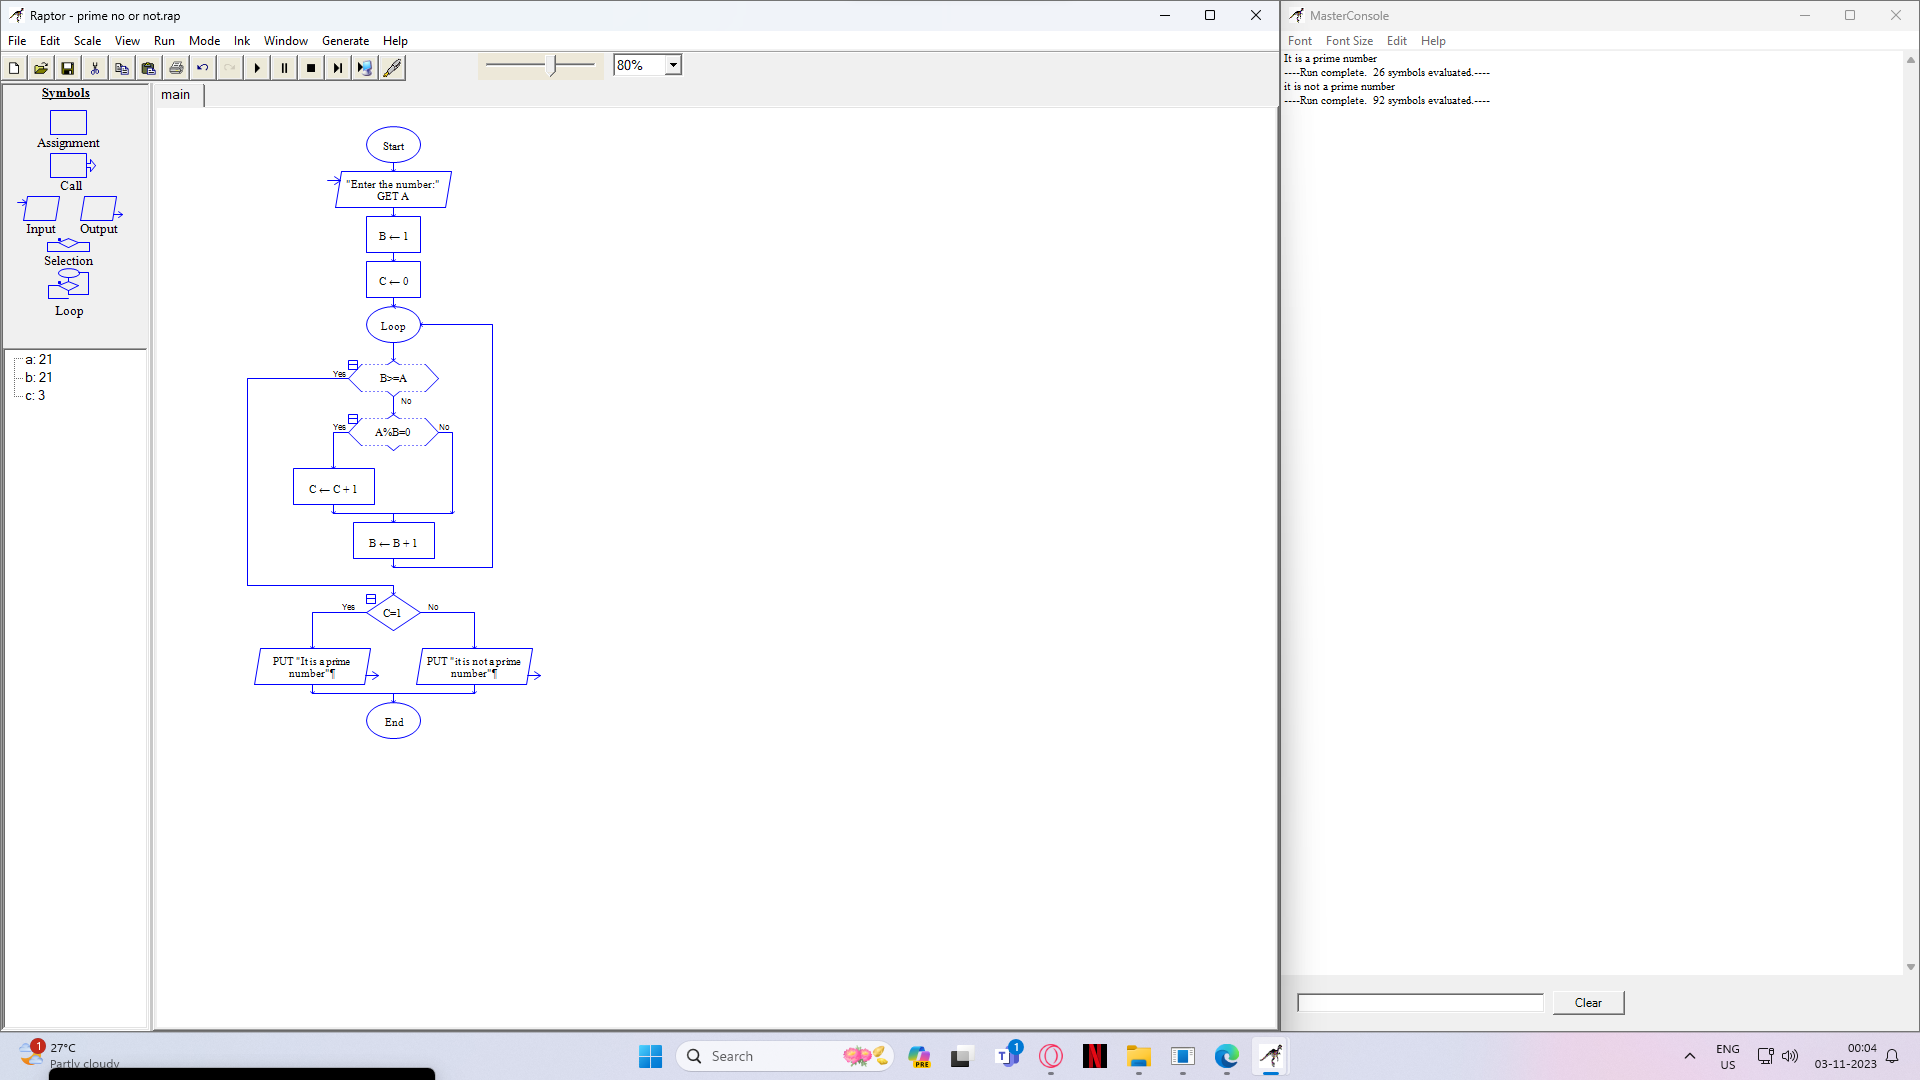 Raptor - prime no or not.rap
File Edit Scale View Run Mode Ink Window Generate Help
80%
Symbols
Assignment
Call
Input Output
Selection
Loop
a: 21
b: 21
c: 3
main
Start
"Enter the number:"
GET A
B ← 1
C ← 0
Loop
Yes B>=A
No
Yes A%B=0 No
C ← C + 1
B ← B + 1
Yes C=1 No
PUT "It is a prime
number"¶
PUT "it is not a prime
number"¶
End
MasterConsole
Font Font Size Edit Help
It is a prime number
----Run complete. 26 symbols evaluated.----
it is not a prime number
----Run complete. 92 symbols evaluated.----
Clear
1
27°C
Partly cloudy
Search
PRE
T
1
N
ENG
US
00:04
03-11-2023